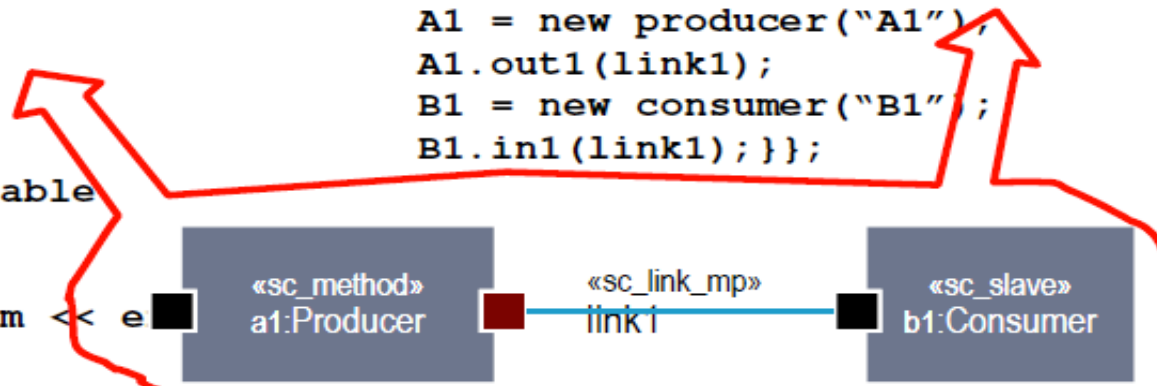 A1 = new producer(“A1”);
A1.out1(link1);
B1 = new consumer(“B1”);
B1.in1(link1);}};
able
«sc_method»
a1:Producer
«sc_link_mp»
link1
«sc_slave»
b1:Consumer
m << e